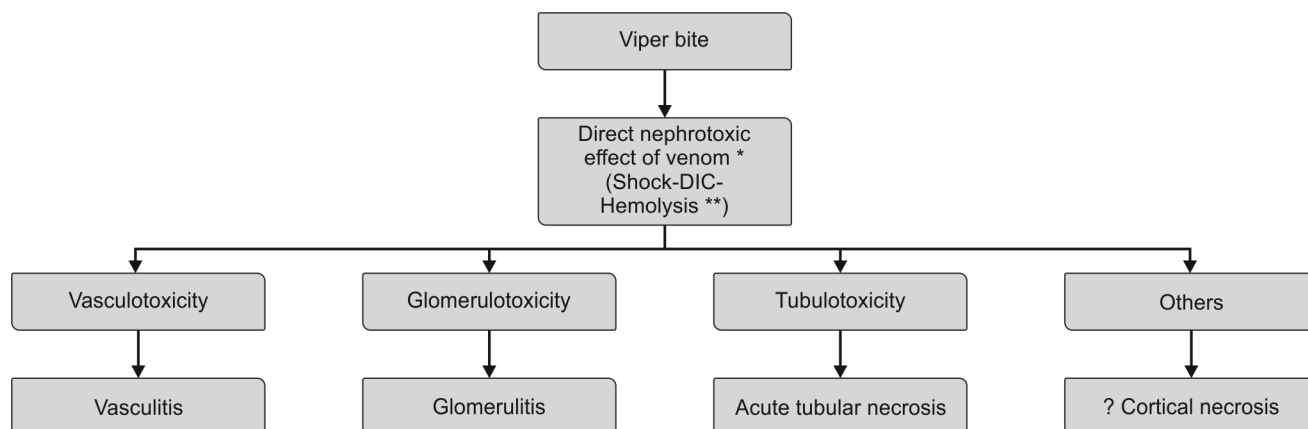 Viper bite
Direct nephrotoxic
effect of venom *
(Shock-DIC-
Hemolysis **)
Vasculotoxicity
Glomerulotoxicity
Tubulotoxicity
Others
Vasculitis
Glomerulitis
Acute tubular necrosis
? Cortical necrosis